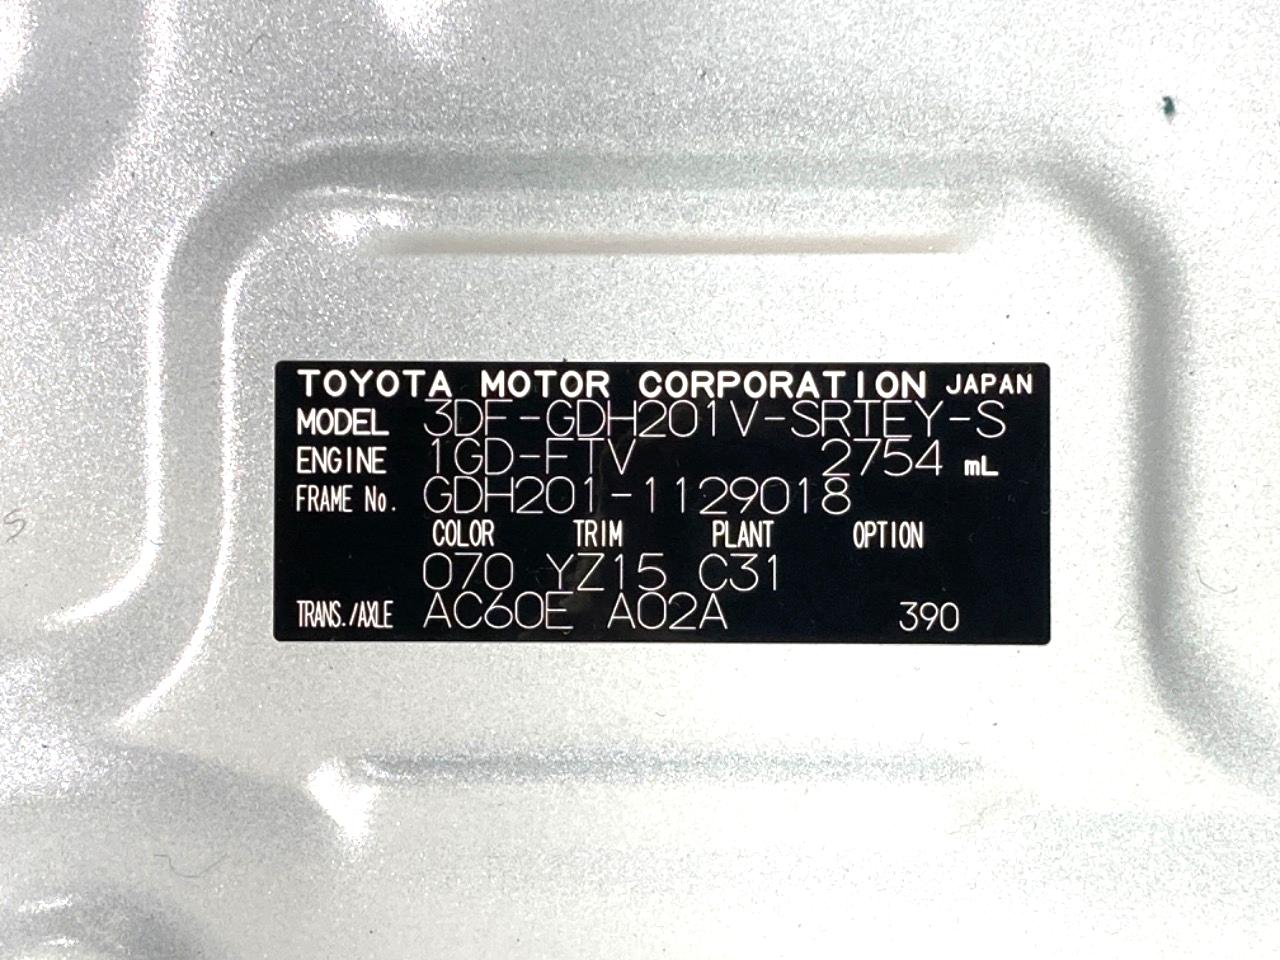 TOYOTA MOTOR CORPORATION JAPAN
MODEL 3DF-GDH201V-SRTEY-S
ENGINE 1GD-FTV 2754 mL
FRAME No. GDH201-1129018
COLOR TRIM PLANT OPTION
070 YZ15 C31
TRANS./AXLE AC60E A02A 390